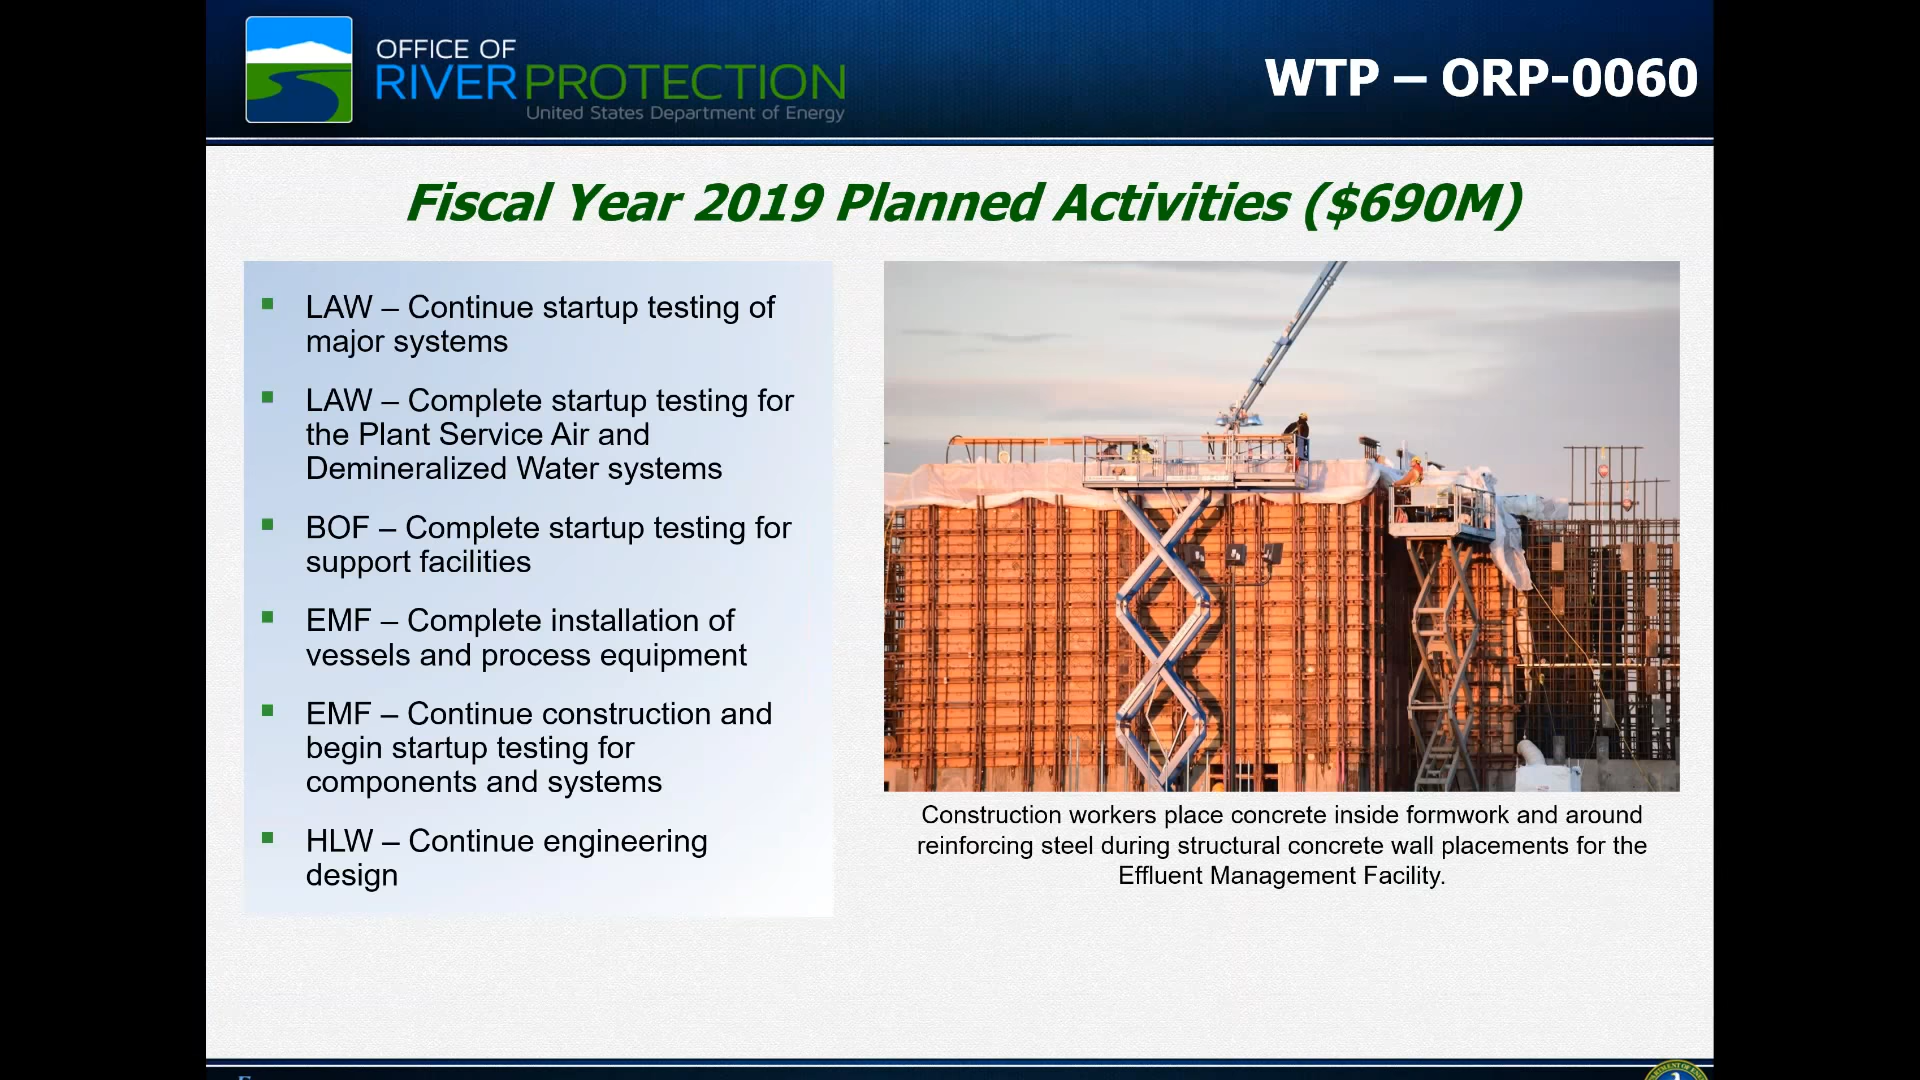 OFFICE OF
RIVER PROTECTION
United States Department of Energy
WTP – ORP-0060
Fiscal Year 2019 Planned Activities ($690M)
▪ LAW – Continue startup testing of
major systems
▪ LAW – Complete startup testing for
the Plant Service Air and
Demineralized Water systems
▪ BOF – Complete startup testing for
support facilities
▪ EMF – Complete installation of
vessels and process equipment
▪ EMF – Continue construction and
begin startup testing for
components and systems
▪ HLW – Continue engineering
design
Construction workers place concrete inside formwork and around
reinforcing steel during structural concrete wall placements for the
Effluent Management Facility.